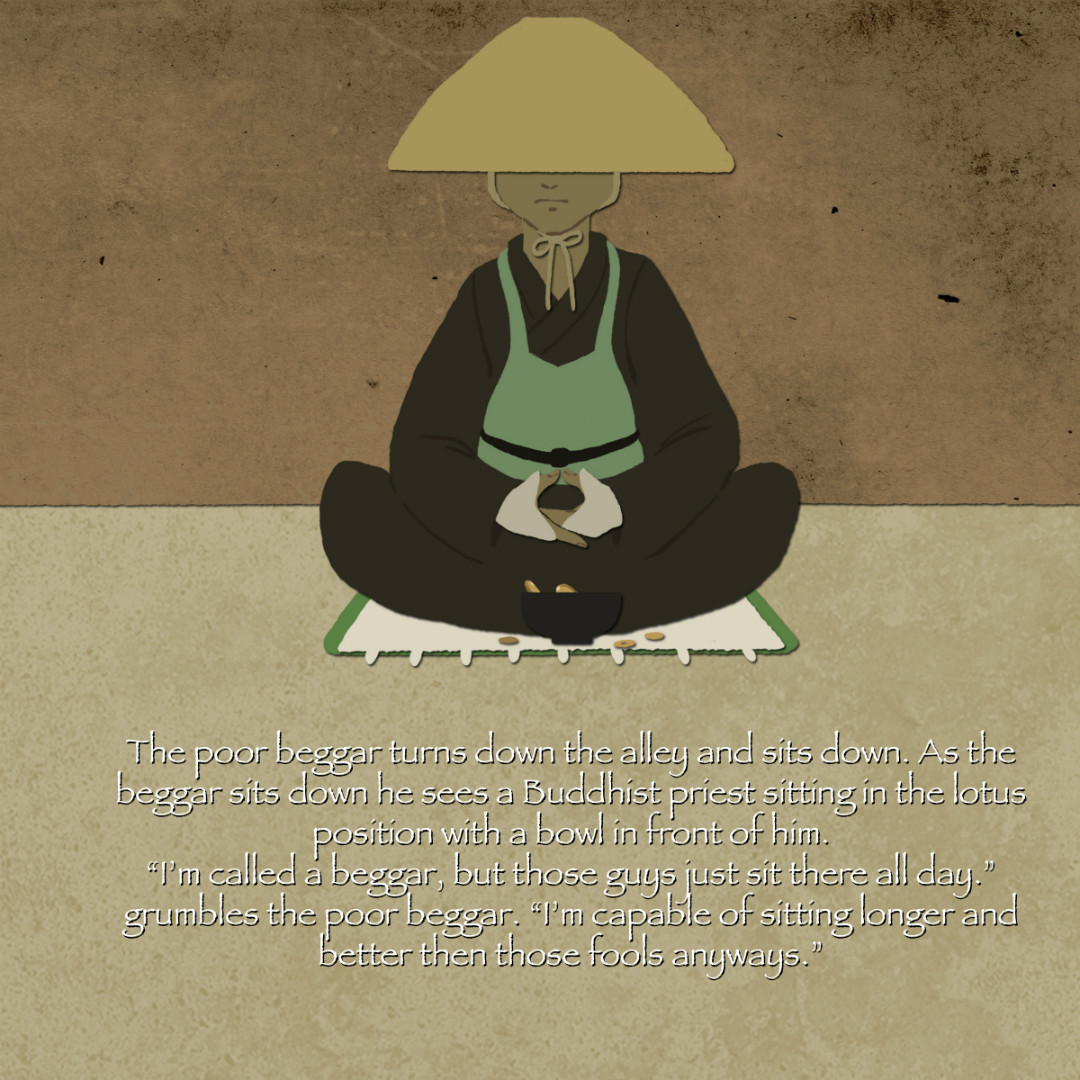 The poor beggar turns down the alley and sits down. As the
beggar sits down he sees a Buddhist priest sitting in the lotus
position with a bowl in front of him.
“I’m called a beggar, but those guys just sit there all day.”
grumbles the poor beggar. “I’m capable of sitting longer and
better then those fools anyways.”